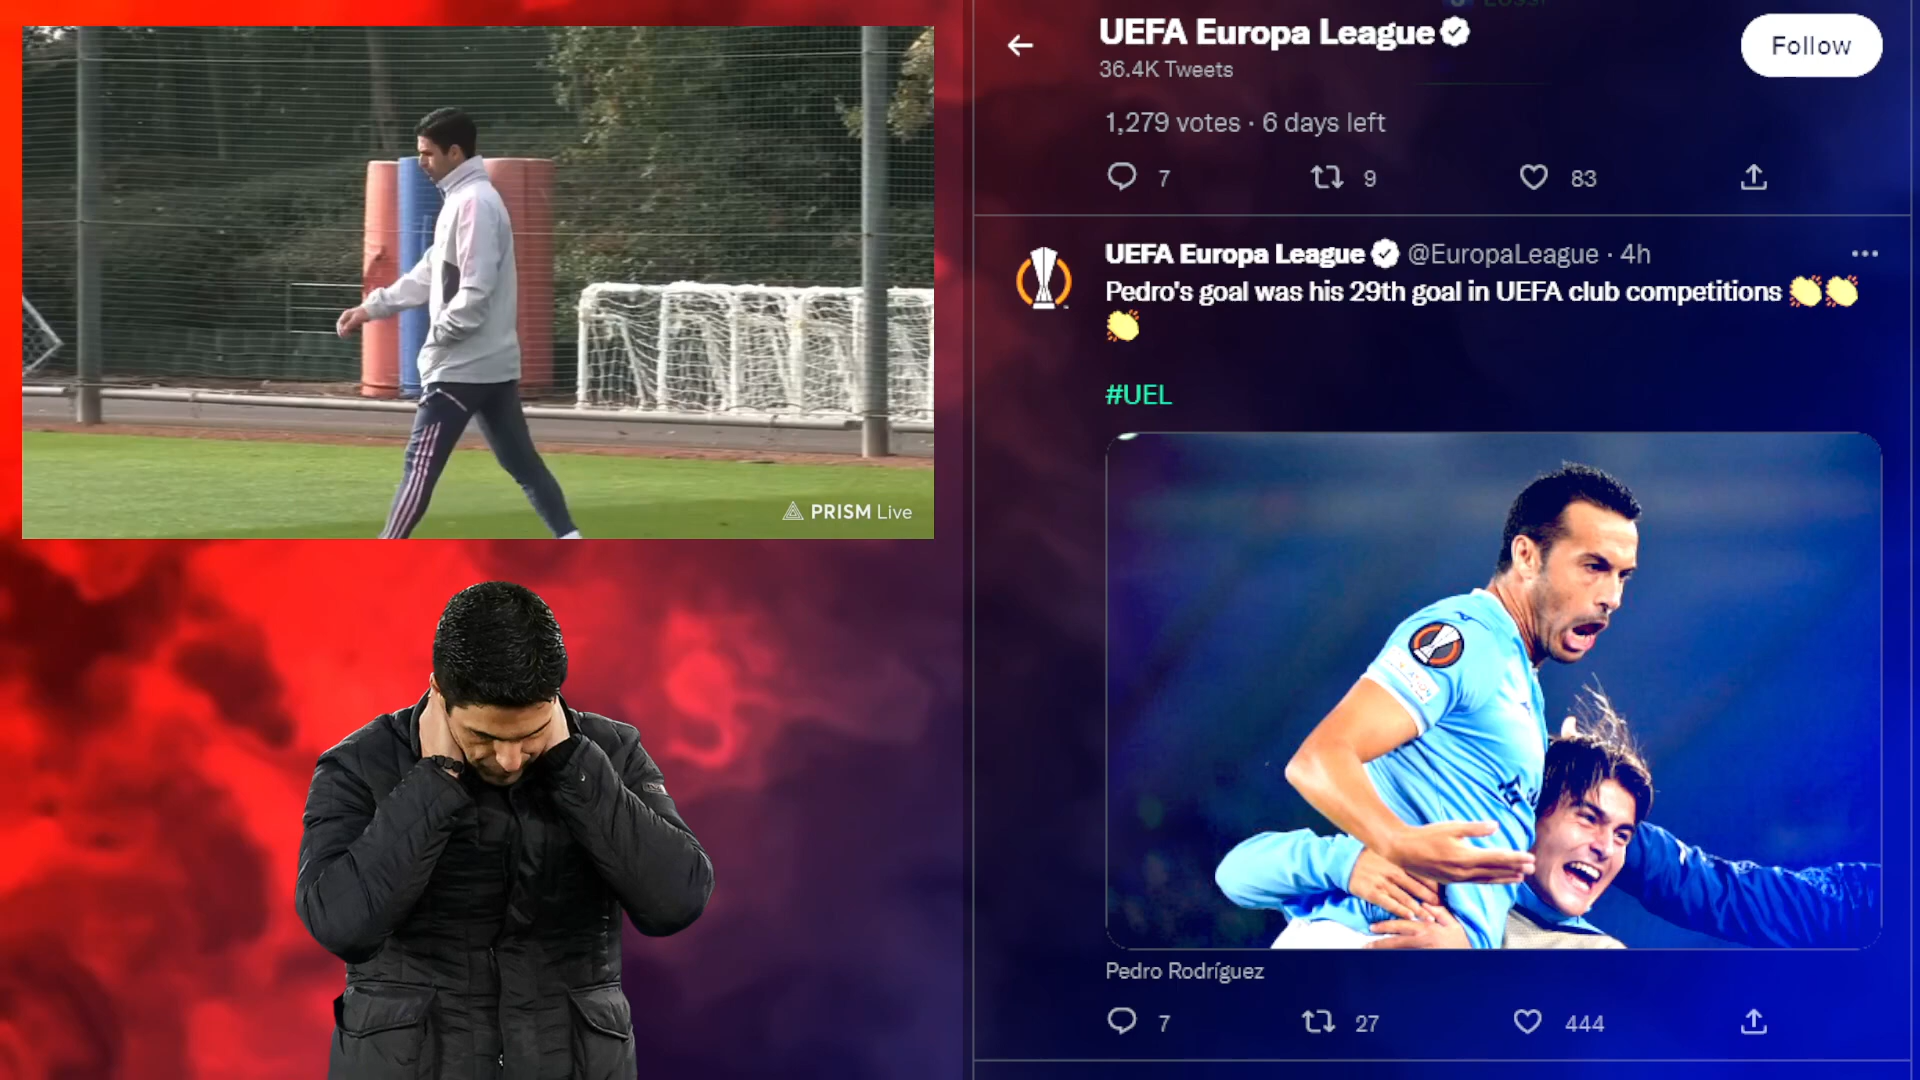 PRISM Live
UEFA Europa League
Follow
36.4K Tweets
1,279 votes · 6 days left
7 9 83
UEFA Europa League @EuropaLeague · 4h
Pedro's goal was his 29th goal in UEFA club competitions 👏👏
👏
#UEL
Pedro Rodríguez
7 27 444